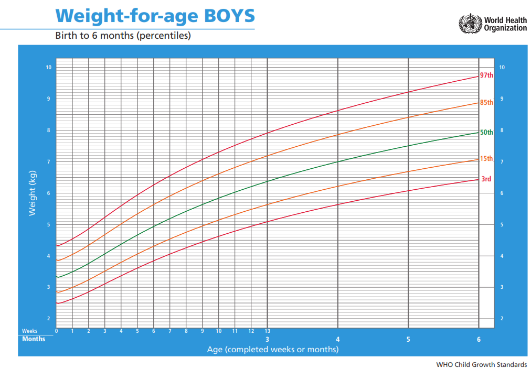 Weight-for-age BOYS
Birth to 6 months (percentiles)
World Health
Organization
Weight (kg)
10
9
8
7
6
5
4
3
2
97th
85th
50th
15th
3rd
10
9
8
7
6
5
4
3
2
Weeks 0 1 2 3 4 5 6 7 8 9 10 11 12 13
Months 3 4 5 6
Age (completed weeks or months)
WHO Child Growth Standards